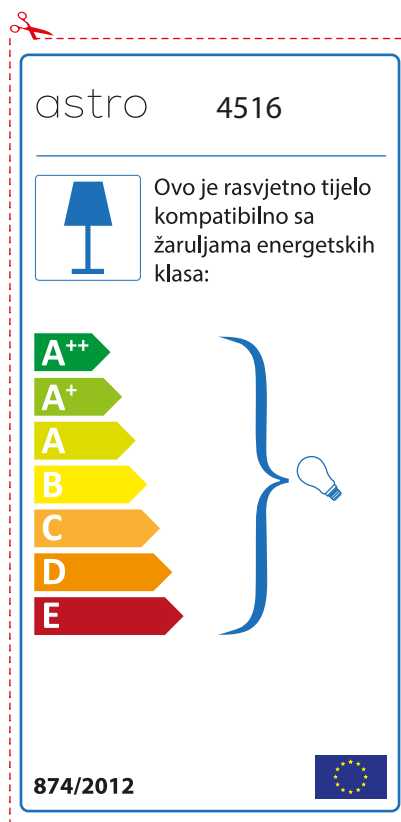 astro 4516
Ovo je rasvjetno tijelo
kompatibilno sa
žaruljama energetskih
klasa:
A++
A+
A
B
C
D
E
874/2012